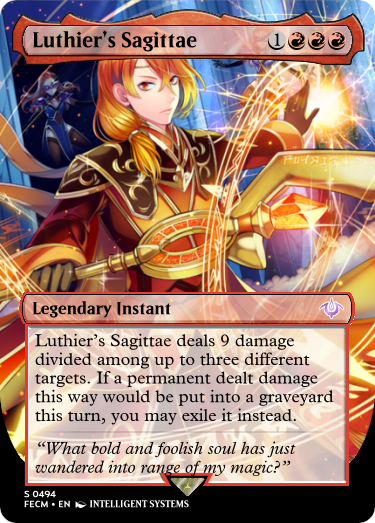 Luthier's Sagittae 1
Legendary Instant
Luthier's Sagittae deals 9 damage
divided among up to three different
targets. If a permanent dealt damage
this way would be put into a graveyard
this turn, you may exile it instead.
“What bold and foolish soul has just
wandered into range of my magic?”
S 0494
FECM • EN INTELLIGENT SYSTEMS